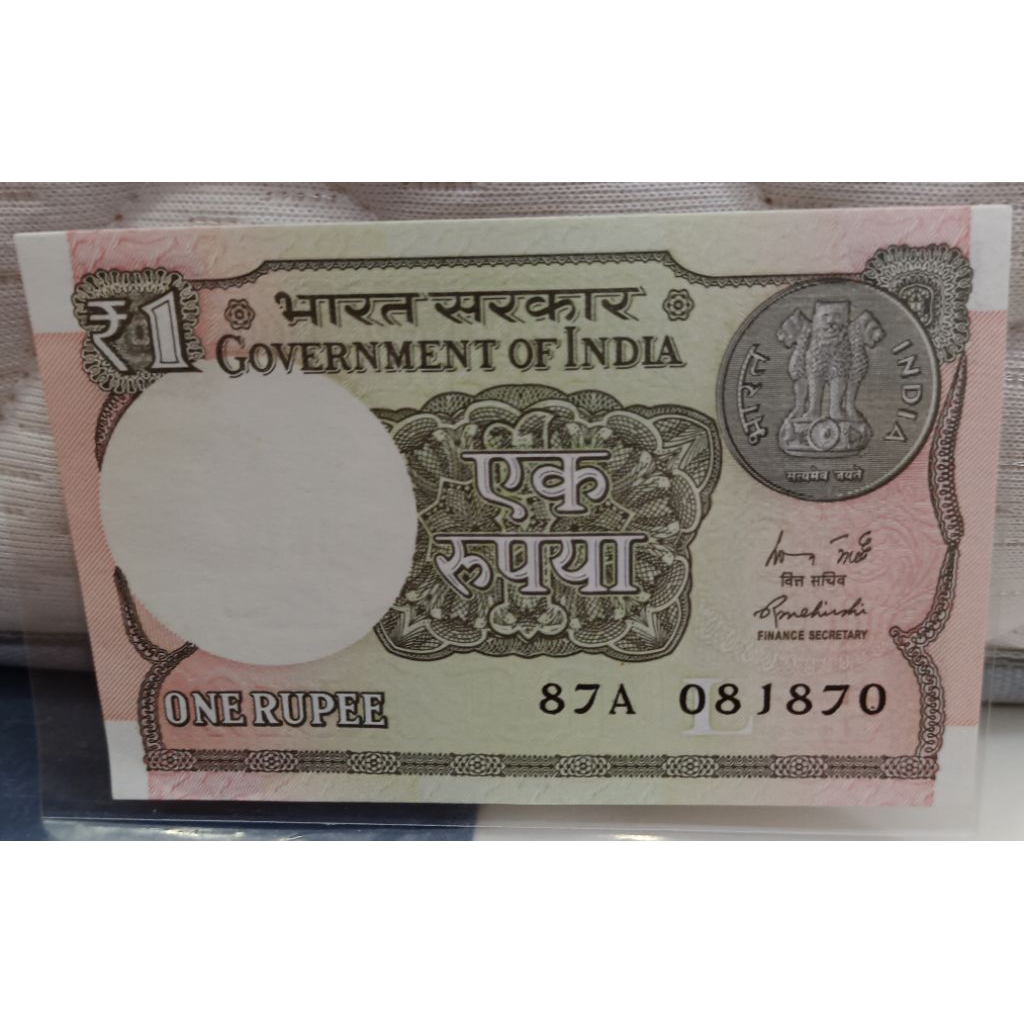 ₹1
भारत सरकार
GOVERNMENT OF INDIA
भारत
INDIA
सत्यमेव जयते
एक
रुपया
वित्त सचिव
FINANCE SECRETARY
ONE RUPEE
87A 081870
L